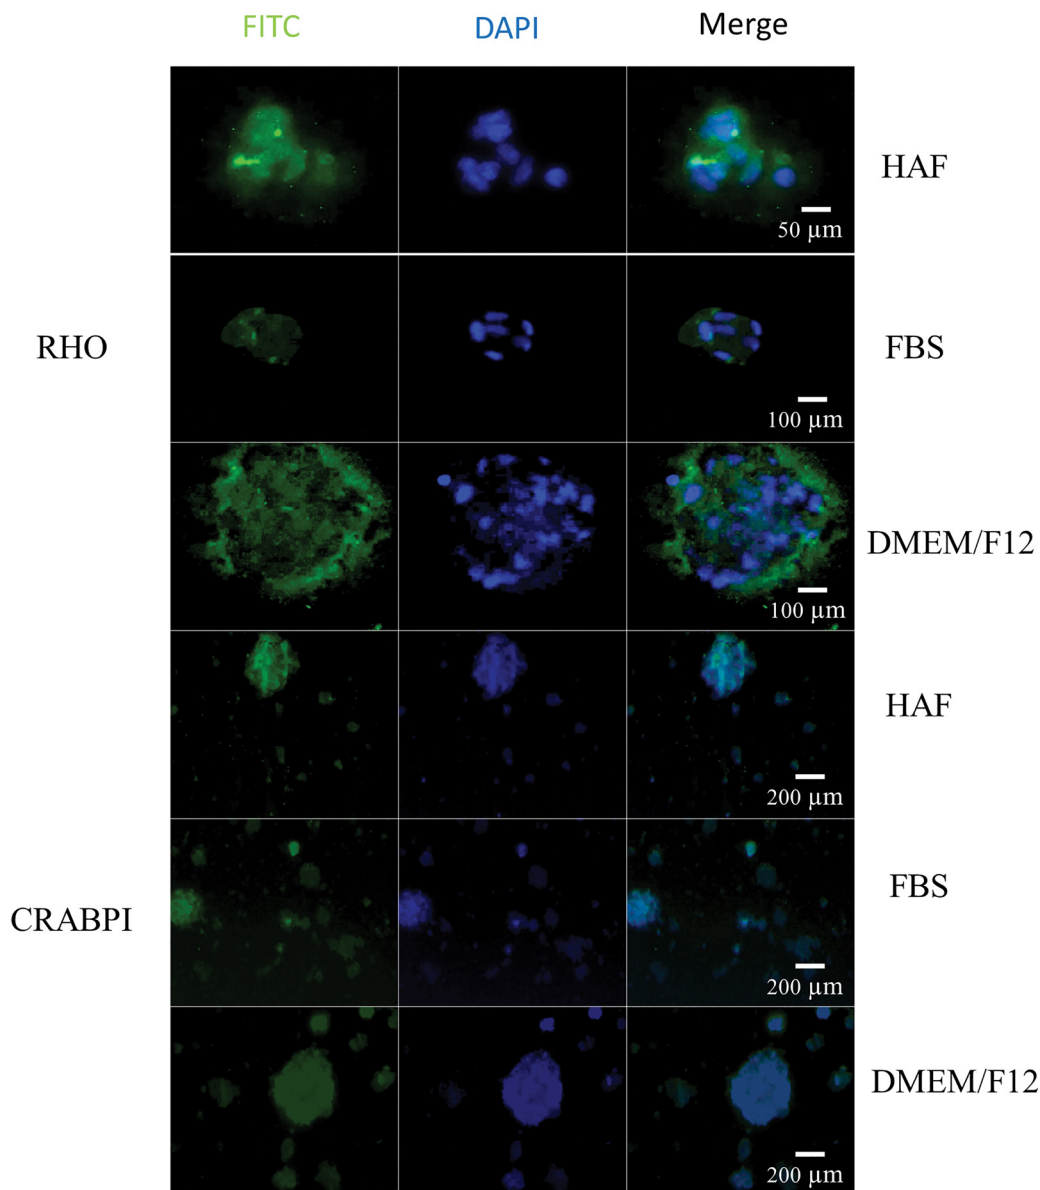 FITC DAPI Merge
HAF
50 µm
RHO
FBS
100 µm
DMEM/F12
100 µm
HAF
200 µm
CRABPI
FBS
200 µm
DMEM/F12
200 µm